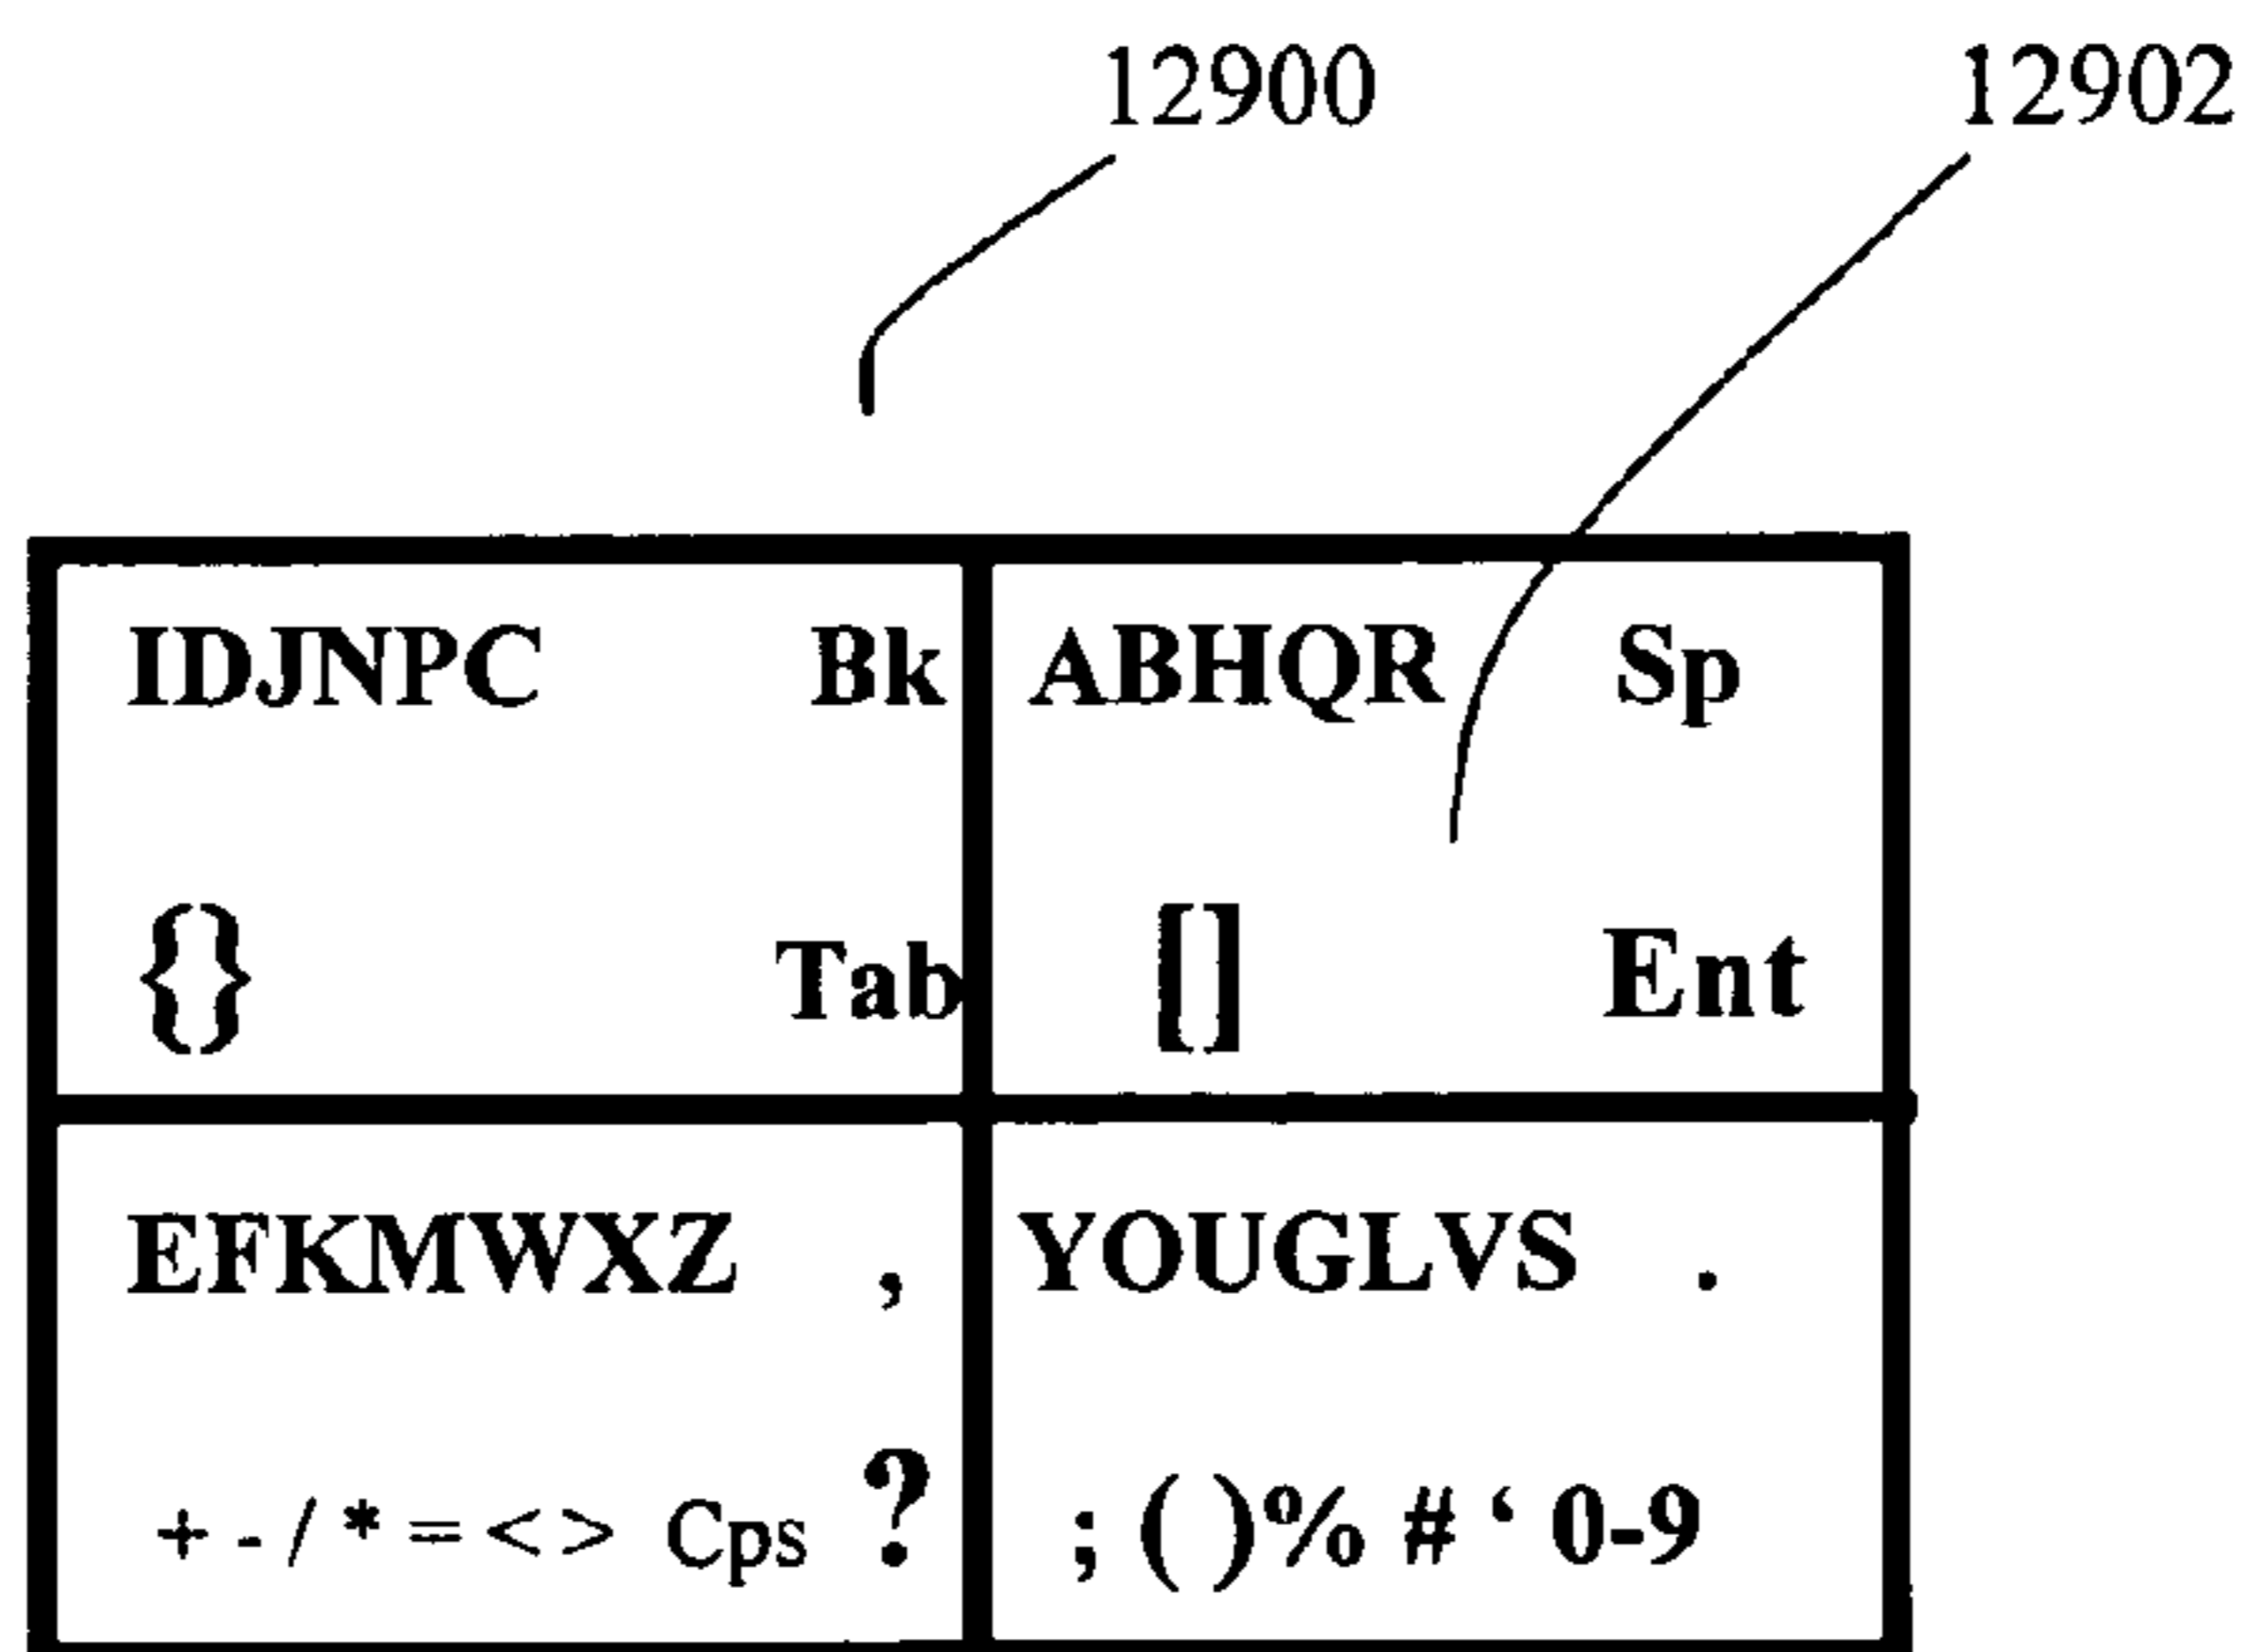 12900 12902
IDJNPC Bk ABHQR Sp
{} Tab [] Ent
EFKMWXZ , YOUGLVS .
+ - / * = < > Cps ? ; ( ) % # ‘ 0-9